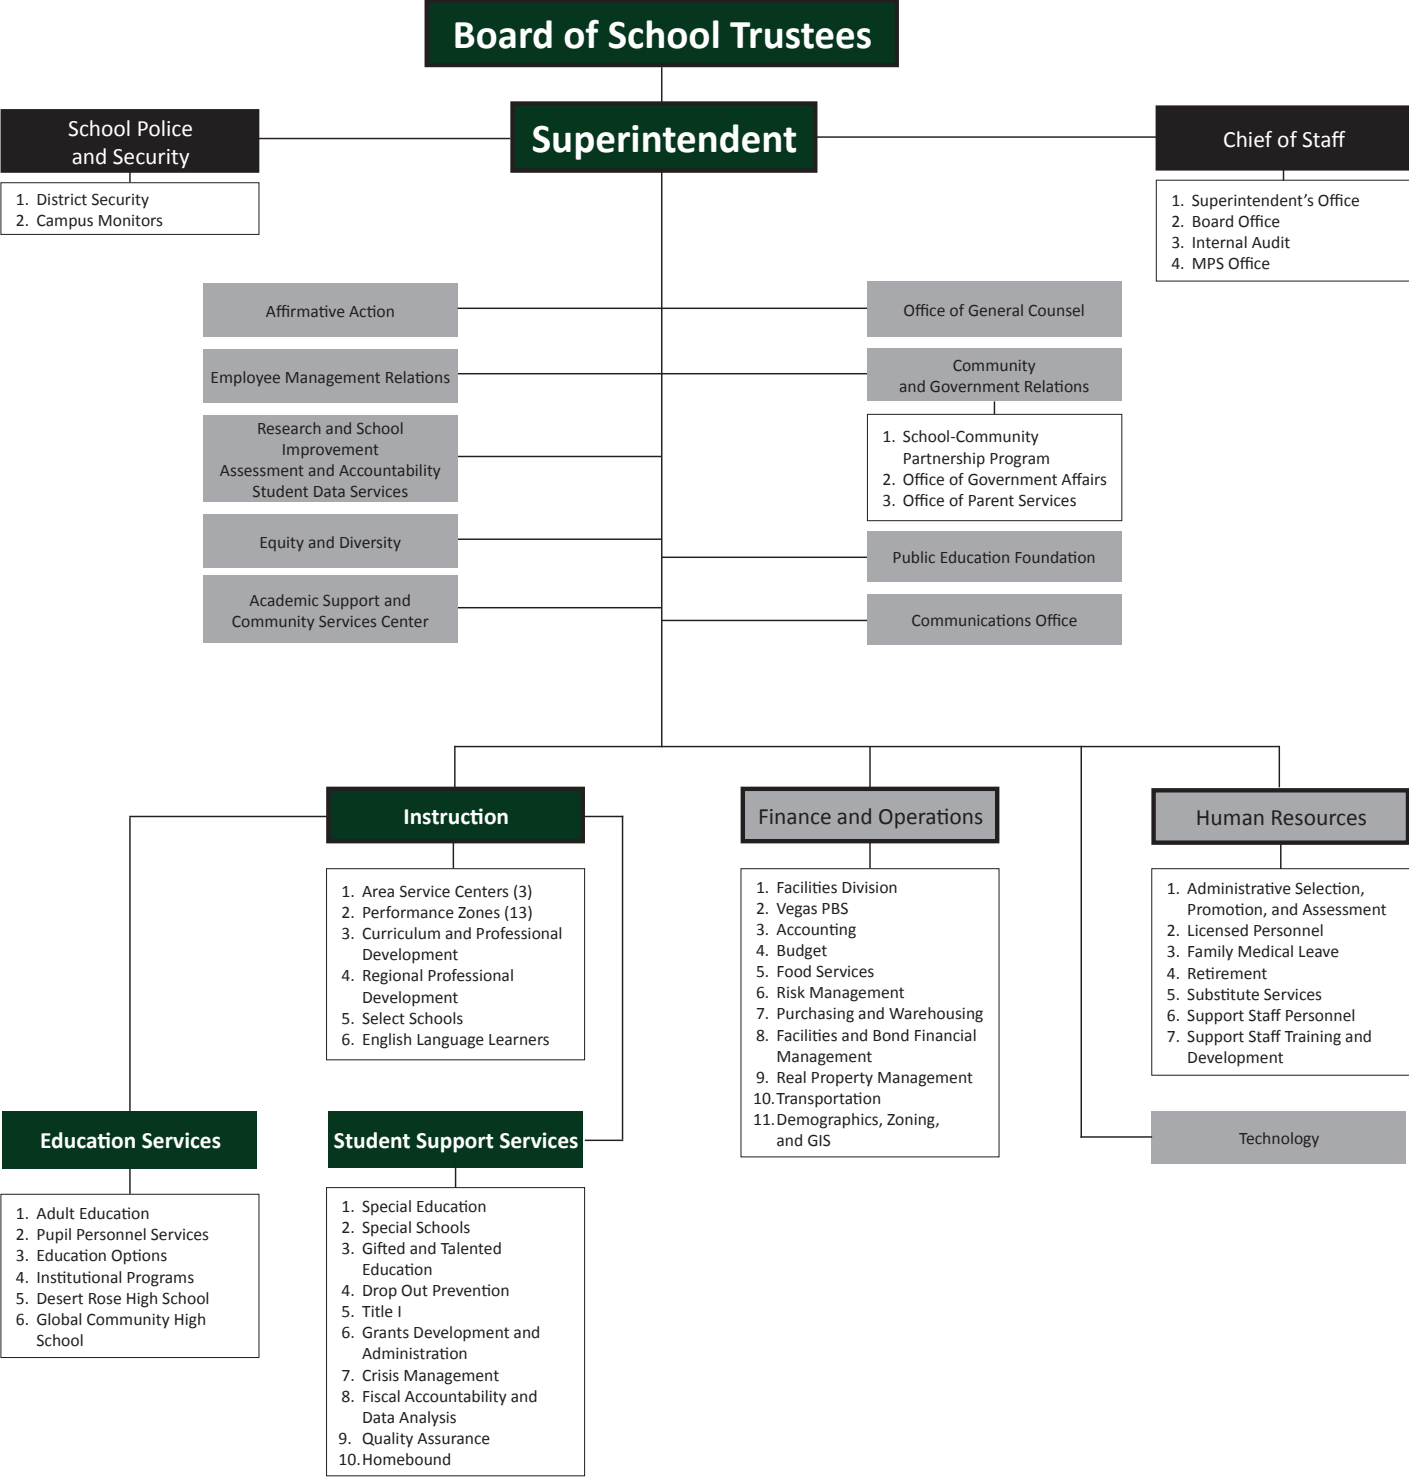 Board of School Trustees
School Police
and Security
Superintendent
Chief of Staff
1. District Security
2. Campus Monitors
1. Superintendent’s Office
2. Board Office
3. Internal Audit
4. MPS Office
Affirmative Action
Office of General Counsel
Employee Management Relations
Community
and Government Relations
Research and School
Improvement
Assessment and Accountability
Student Data Services
1. School-Community
Partnership Program
2. Office of Government Affairs
3. Office of Parent Services
Equity and Diversity
Public Education Foundation
Academic Support and
Community Services Center
Communications Office
Instruction
Finance and Operations
Human Resources
1. Area Service Centers (3)
2. Performance Zones (13)
3. Curriculum and Professional
Development
4. Regional Professional
Development
5. Select Schools
6. English Language Learners
1. Facilities Division
2. Vegas PBS
3. Accounting
4. Budget
5. Food Services
6. Risk Management
7. Purchasing and Warehousing
8. Facilities and Bond Financial
Management
9. Real Property Management
10. Transportation
11. Demographics, Zoning,
and GIS
1. Administrative Selection,
Promotion, and Assessment
2. Licensed Personnel
3. Family Medical Leave
4. Retirement
5. Substitute Services
6. Support Staff Personnel
7. Support Staff Training and
Development
Education Services
Student Support Services
Technology
1. Adult Education
2. Pupil Personnel Services
3. Education Options
4. Institutional Programs
5. Desert Rose High School
6. Global Community High
School
1. Special Education
2. Special Schools
3. Gifted and Talented
Education
4. Drop Out Prevention
5. Title I
6. Grants Development and
Administration
7. Crisis Management
8. Fiscal Accountability and
Data Analysis
9. Quality Assurance
10. Homebound